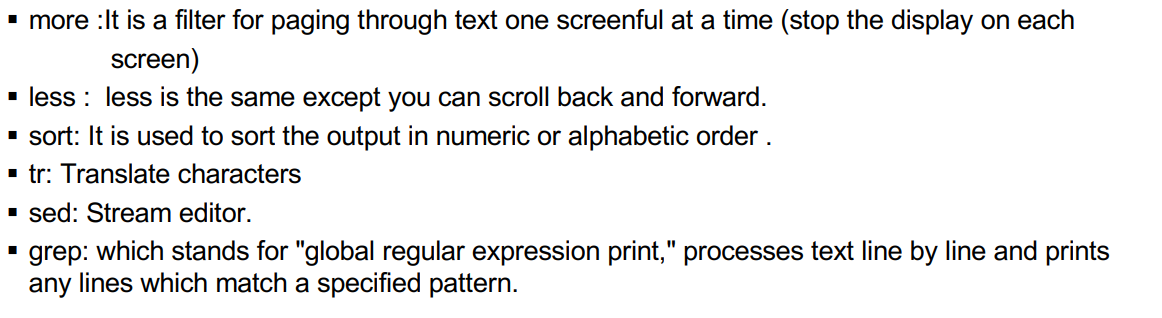 ▪ more :It is a filter for paging through text one screenful at a time (stop the display on each
screen)
▪ less :  less is the same except you can scroll back and forward.
▪ sort: It is used to sort the output in numeric or alphabetic order .
▪ tr: Translate characters
▪ sed: Stream editor.
▪ grep: which stands for "global regular expression print," processes text line by line and prints
any lines which match a specified pattern.